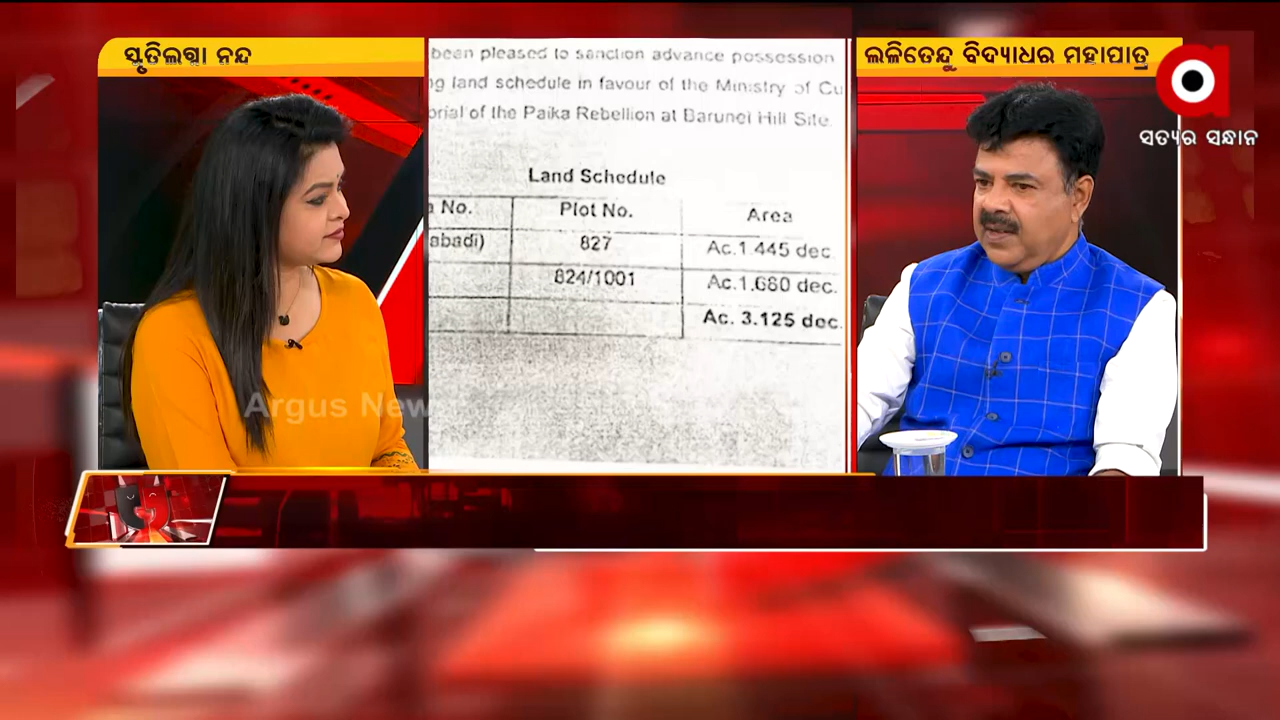 ସ୍ମୃତିଲଗ୍ନା ନନ୍ଦ
been pleased to sanction advance possession
land schedule in favour of the Ministry of Cu
of the Paika Rebellion at Barunei Hill Site.
Land Schedule
No. Plot No. Area
abadi) 827 Ac.1.445 dec.
824/1001 Ac.1.680 dec.
Ac. 3.125 dec.
ଲଳିତେନ୍ଦୁ ବିଦ୍ୟାଧର ମହାପାତ୍ର
ସତ୍ୟର ସନ୍ଧାନ
Argus News